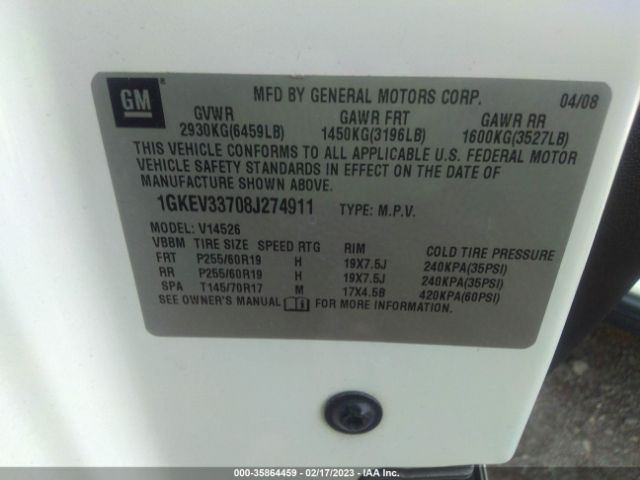 GM
MFD BY GENERAL MOTORS CORP. 04/08
GVWR GAWR FRT GAWR RR
2930KG(6459LB) 1450KG(3196LB) 1600KG(3527LB)
THIS VEHICLE CONFORMS TO ALL APPLICABLE U.S. FEDERAL MOTOR
VEHICLE SAFETY STANDARDS IN EFFECT ON THE DATE OF
MANUFACTURE SHOWN ABOVE.
1GKEV33708J274911 TYPE: M.P.V.
MODEL: V14526
VBBM TIRE SIZE SPEED RTG RIM COLD TIRE PRESSURE
FRT P255/60R19 H 19X7.5J 240KPA(35PSI)
RR P255/60R19 H 19X7.5J 240KPA(35PSI)
SPA T145/70R17 M 17X4.5B 420KPA(60PSI)
SEE OWNER'S MANUAL FOR MORE INFORMATION.
000-35864459 - 02/17/2023 - IAA Inc.